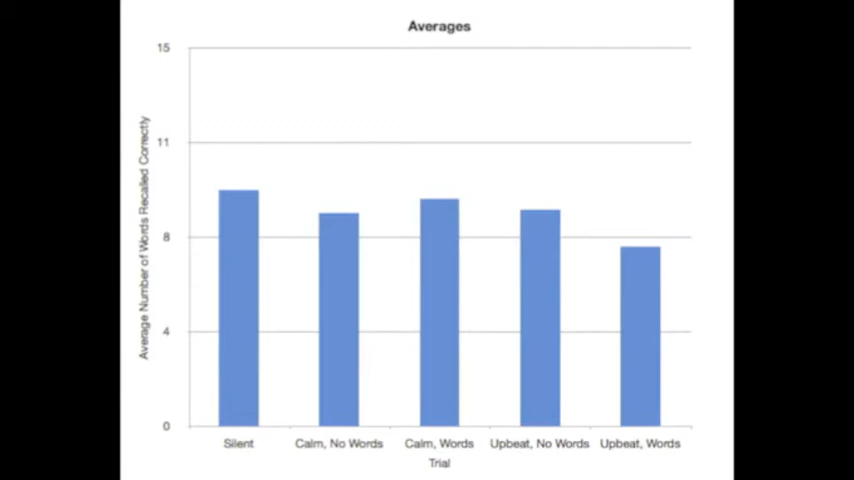 Averages
15
11
8
4
0
Average Number of Words Recalled Correctly
Silent
Calm, No Words
Calm, Words
Upbeat, No Words
Upbeat, Words
Trial